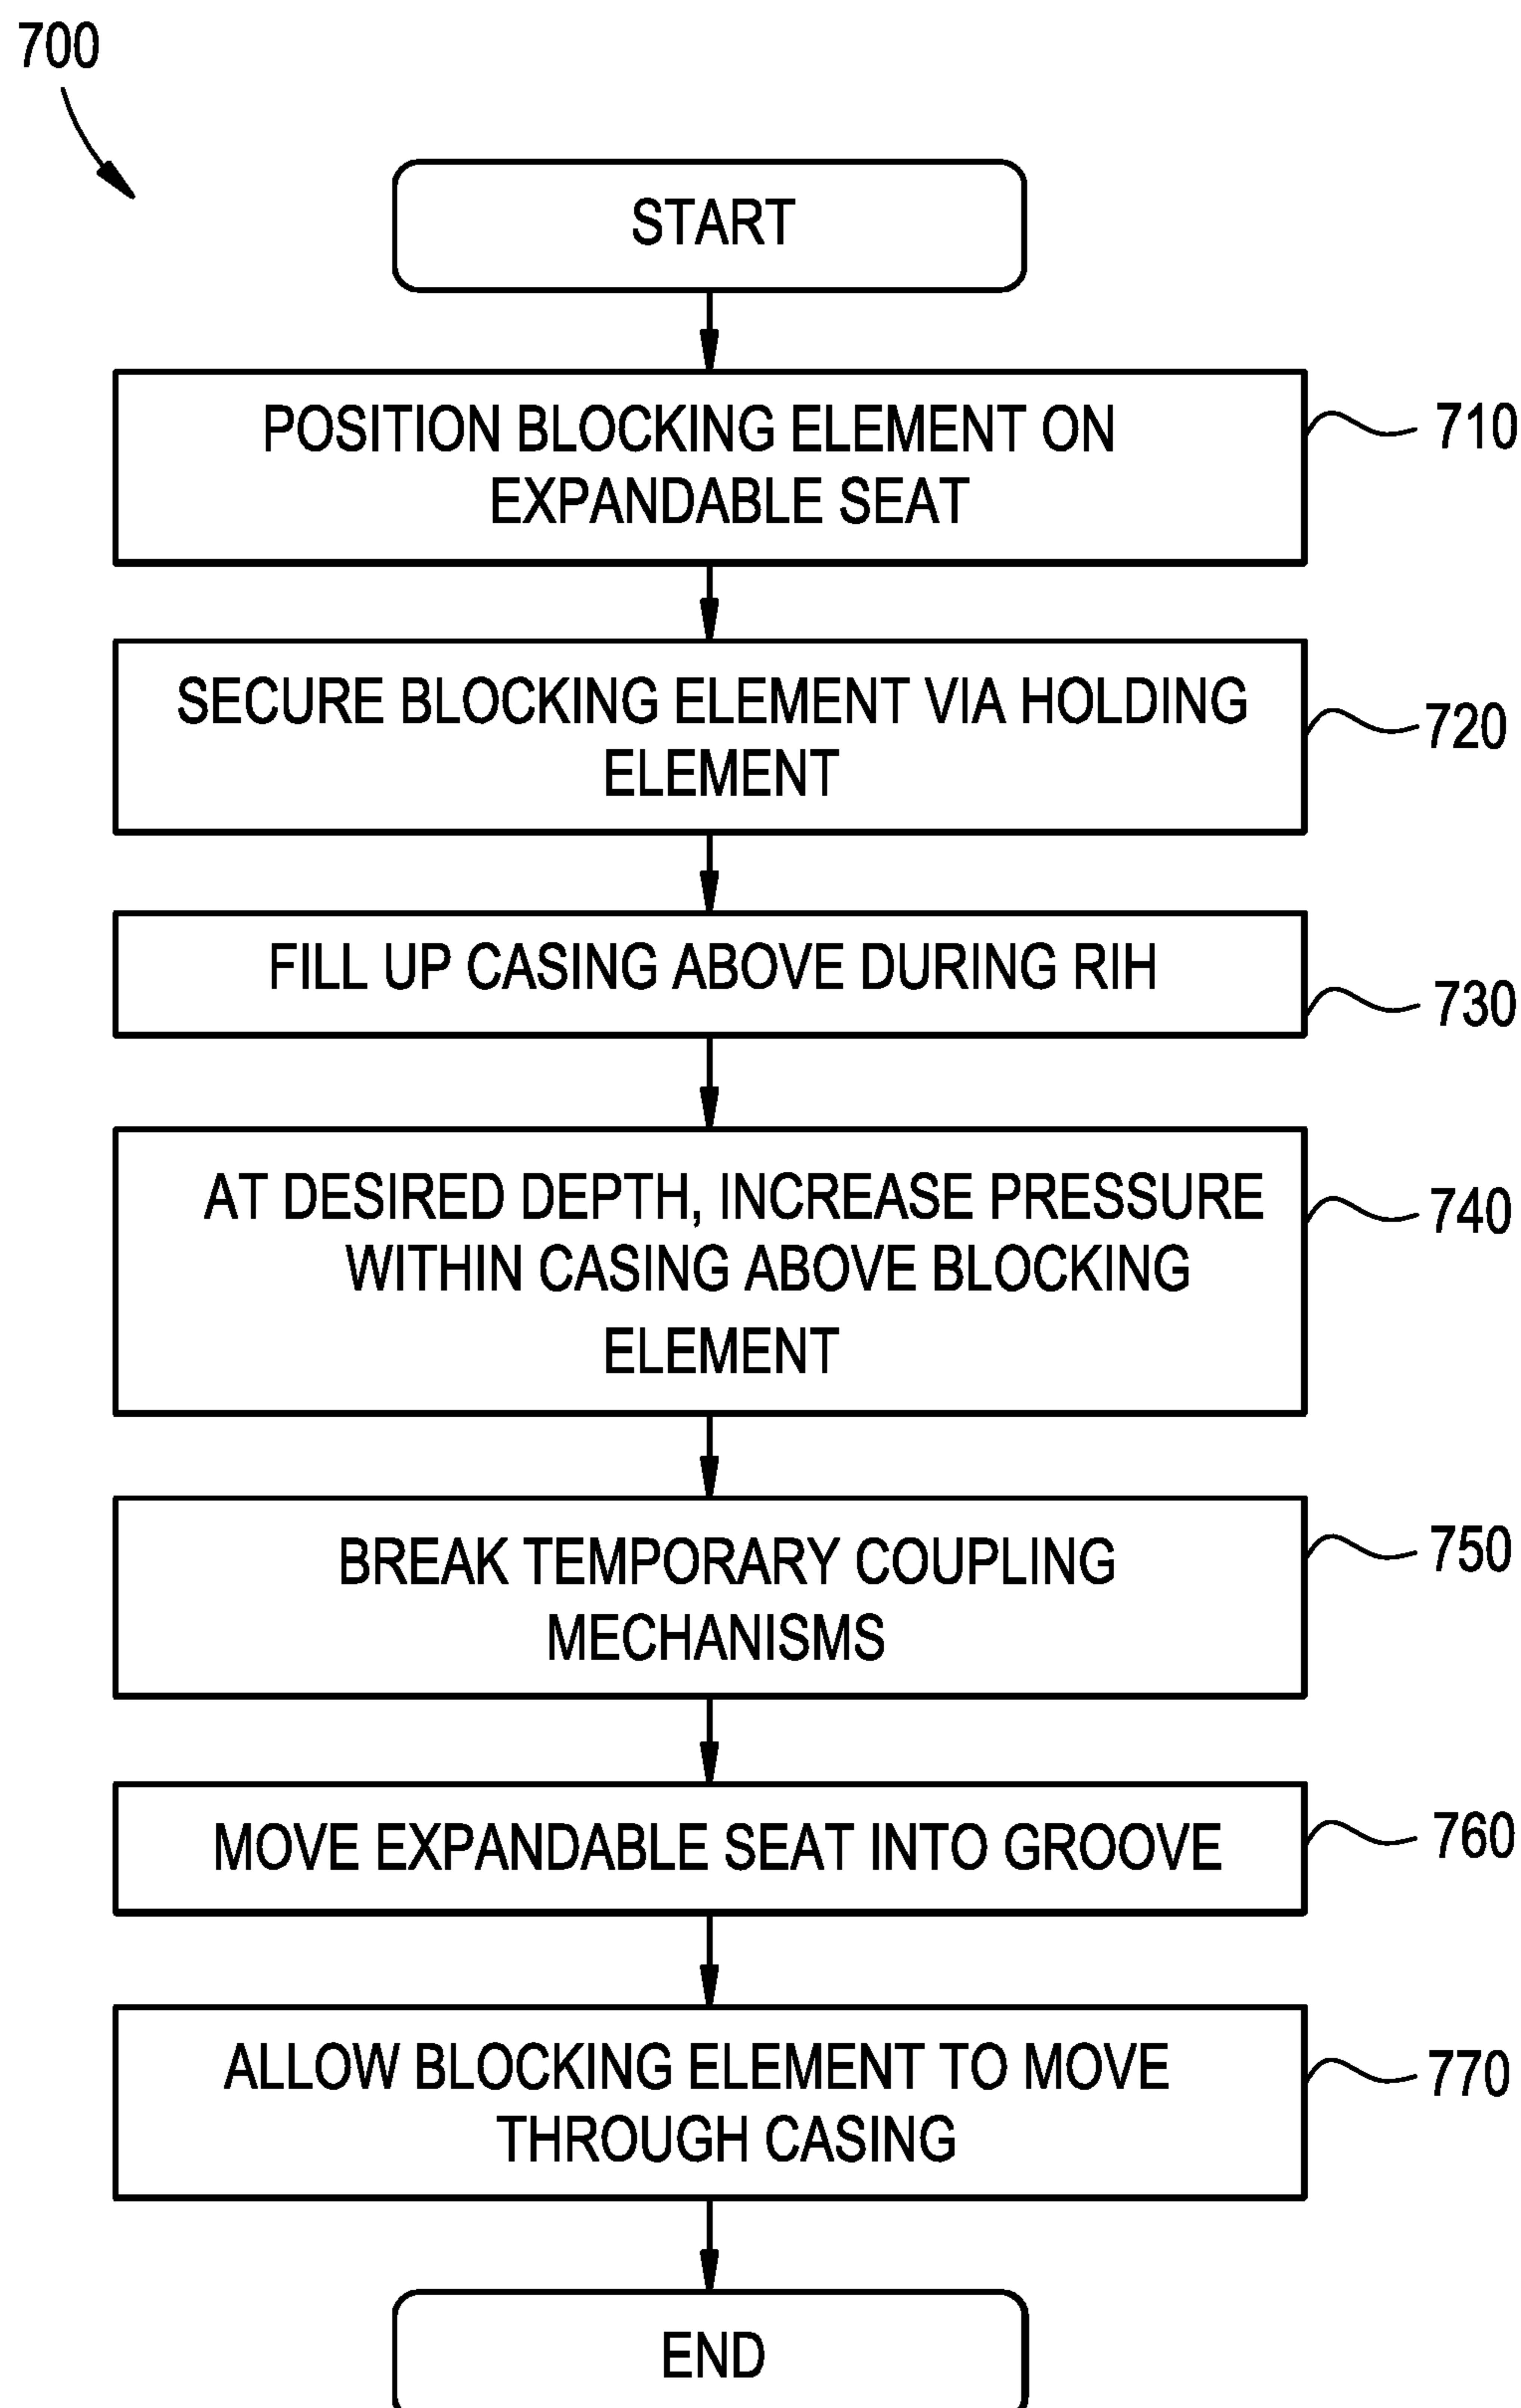 700
START
POSITION BLOCKING ELEMENT ON
EXPANDABLE SEAT
710
SECURE BLOCKING ELEMENT VIA HOLDING
ELEMENT
720
FILL UP CASING ABOVE DURING RIH
730
AT DESIRED DEPTH, INCREASE PRESSURE
WITHIN CASING ABOVE BLOCKING
ELEMENT
740
BREAK TEMPORARY COUPLING
MECHANISMS
750
MOVE EXPANDABLE SEAT INTO GROOVE
760
ALLOW BLOCKING ELEMENT TO MOVE
THROUGH CASING
770
END